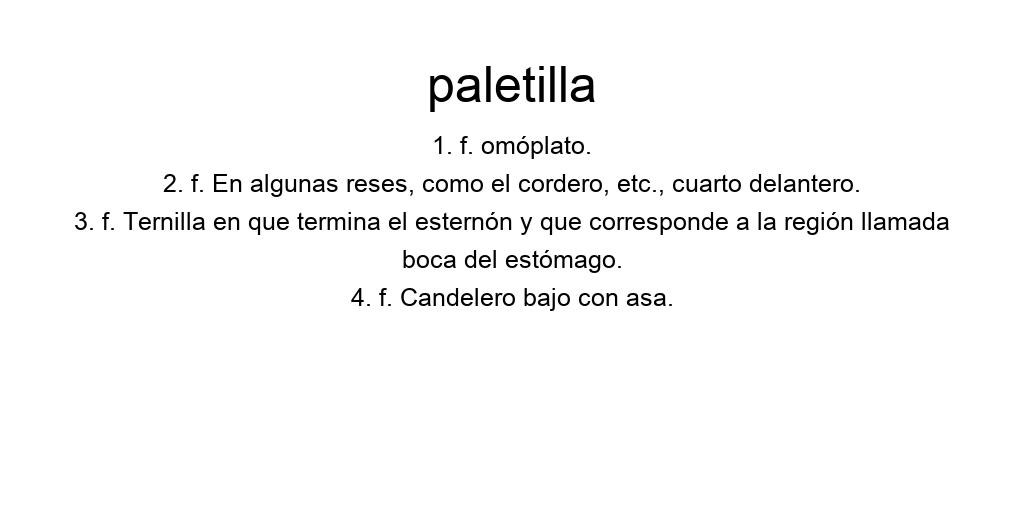 paletilla
1. f. omóplato.
2. f. En algunas reses, como el cordero, etc., cuarto delantero.
3. f. Ternilla en que termina el esternón y que corresponde a la región llamada
boca del estómago.
4. f. Candelero bajo con asa.